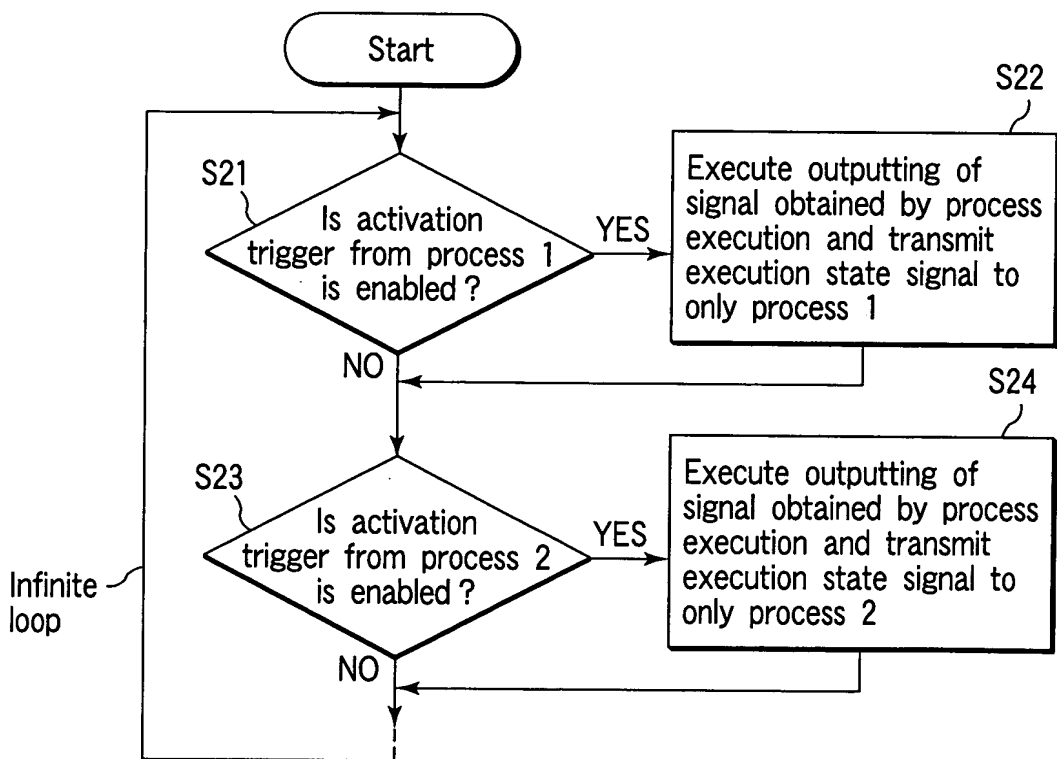 Start
S21
Is activation
trigger from process 1
is enabled?
YES
S22
Execute outputting of
signal obtained by process
execution and transmit
execution state signal to
only process 1
NO
S23
Is activation
trigger from process 2
is enabled?
YES
S24
Execute outputting of
signal obtained by process
execution and transmit
execution state signal to
only process 2
NO
Infinite
loop